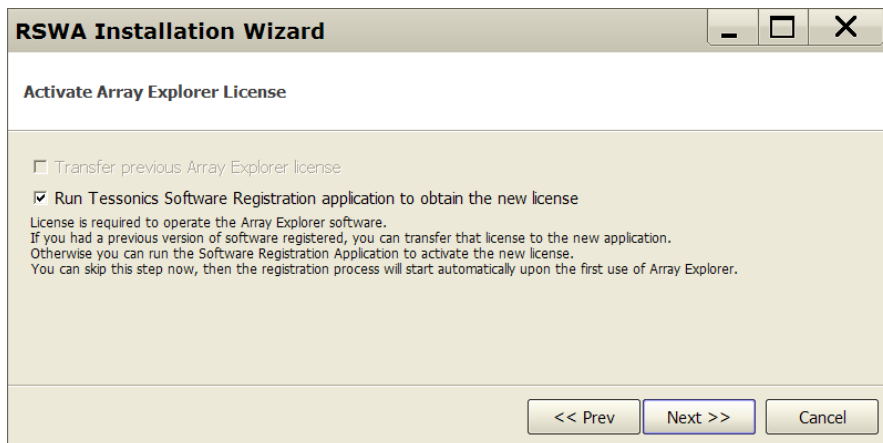 RSWA Installation Wizard
Activate Array Explorer License
Transfer previous Array Explorer license
Run Tessonics Software Registration application to obtain the new license
License is required to operate the Array Explorer software.
If you had a previous version of software registered, you can transfer that license to the new application.
Otherwise you can run the Software Registration Application to activate the new license.
You can skip this step now, then the registration process will start automatically upon the first use of Array Explorer.
<< Prev
Next >>
Cancel